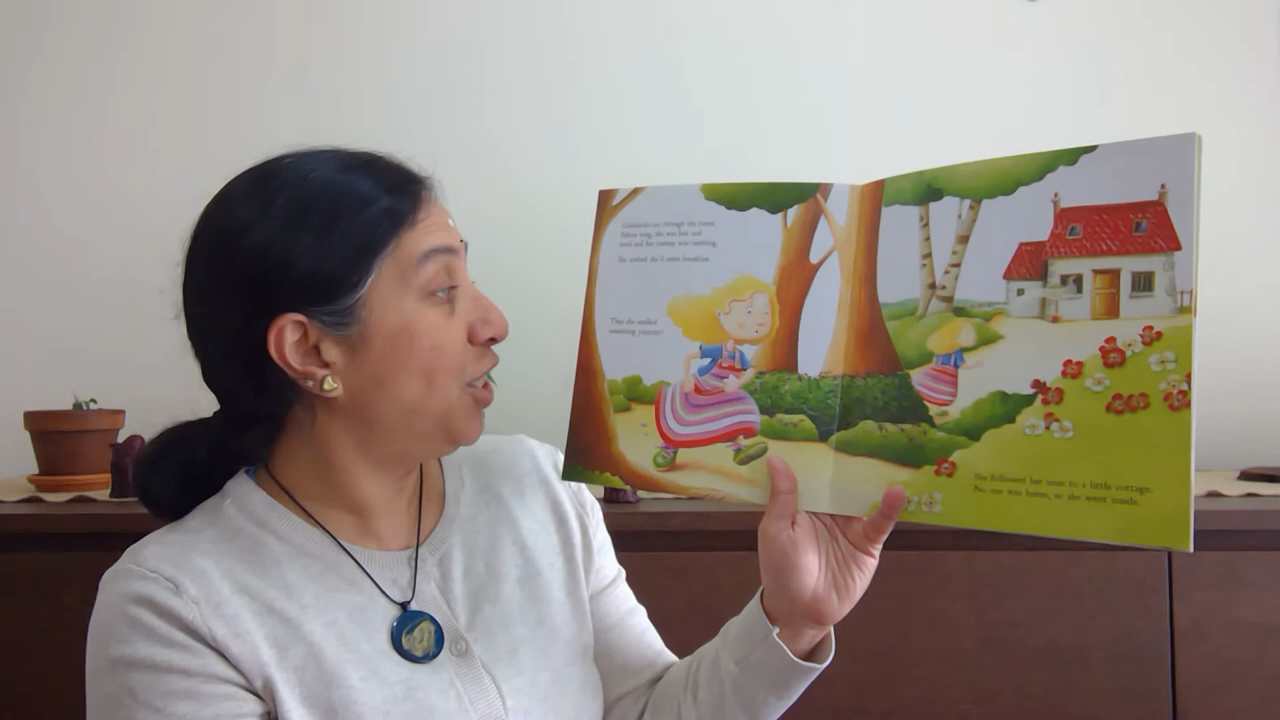 Goldilocks ran through the forest.
Before long, she was lost and
tired and her tummy was rumbling.
She wished she'd eaten breakfast.
Then she smelled
something yummy!
She followed her nose to a little cottage.
No one was home, so she went inside.